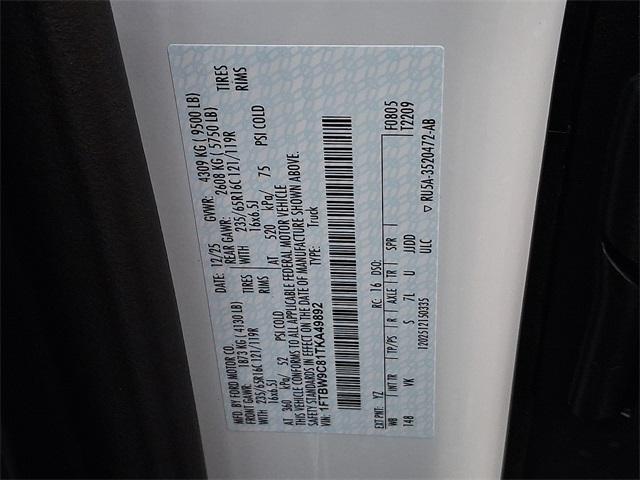 MFD. BY FORD MOTOR CO.
DATE: 12/25 GVWR: 4309 KG ( 9500 LB)
FRONT GAWR: 1873 KG ( 4130 LB) REAR GAWR: 2608 KG ( 5750 LB)
WITH 235/65R16C 121/119R TIRES WITH 235/65R16C 121/119R TIRES
16x6.5J RIMS 16x6.5J RIMS
AT 360 kPa/ 52 PSI COLD AT 520 kPa/ 75 PSI COLD
THIS VEHICLE CONFORMS TO ALL APPLICABLE FEDERAL MOTOR VEHICLE
SAFETY STANDARDS IN EFFECT ON THE DATE OF MANUFACTURE SHOWN ABOVE.
VIN: 1FTBW9C81TKA49892 TYPE: Truck
F0805
T2209
EXT PNT: YZ RC: 16 DSO:
WB INT TR TP/PS R AXLE TR SPR
148 VK S 7L U JJDD
1202512150335 ULC
▽ RU5A-3520472-AB